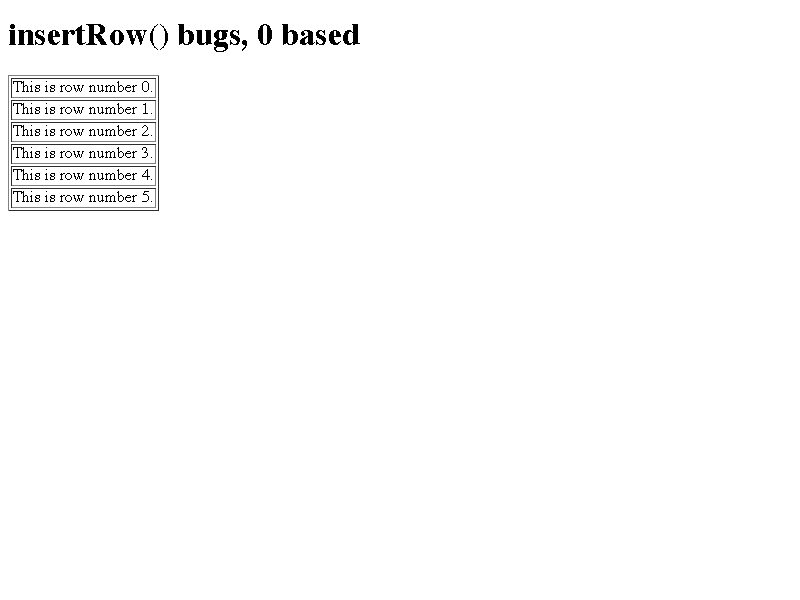 insertRow() bugs, 0 based
This is row number 0.
This is row number 1.
This is row number 2.
This is row number 3.
This is row number 4.
This is row number 5.